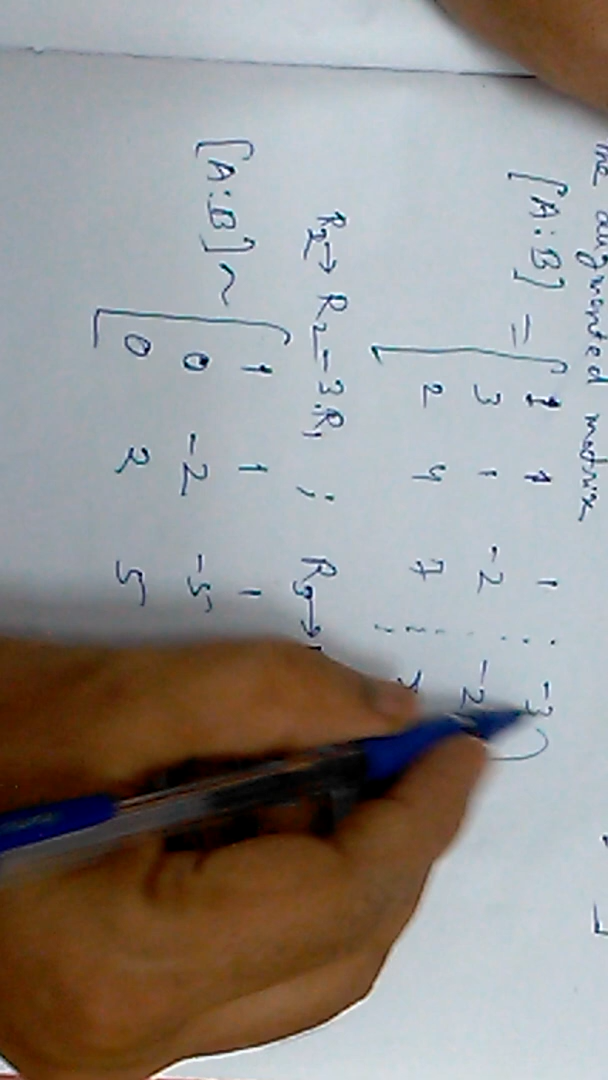 the augmented matrix
[A:B] = [ 1 1 1 : -3
3 1 -2 : -2
2 4 7 :
R2 → R2 - 3R1 ; R3 →
[A:B] ~ [ 1 1 1
0 -2 -5
0 2 5